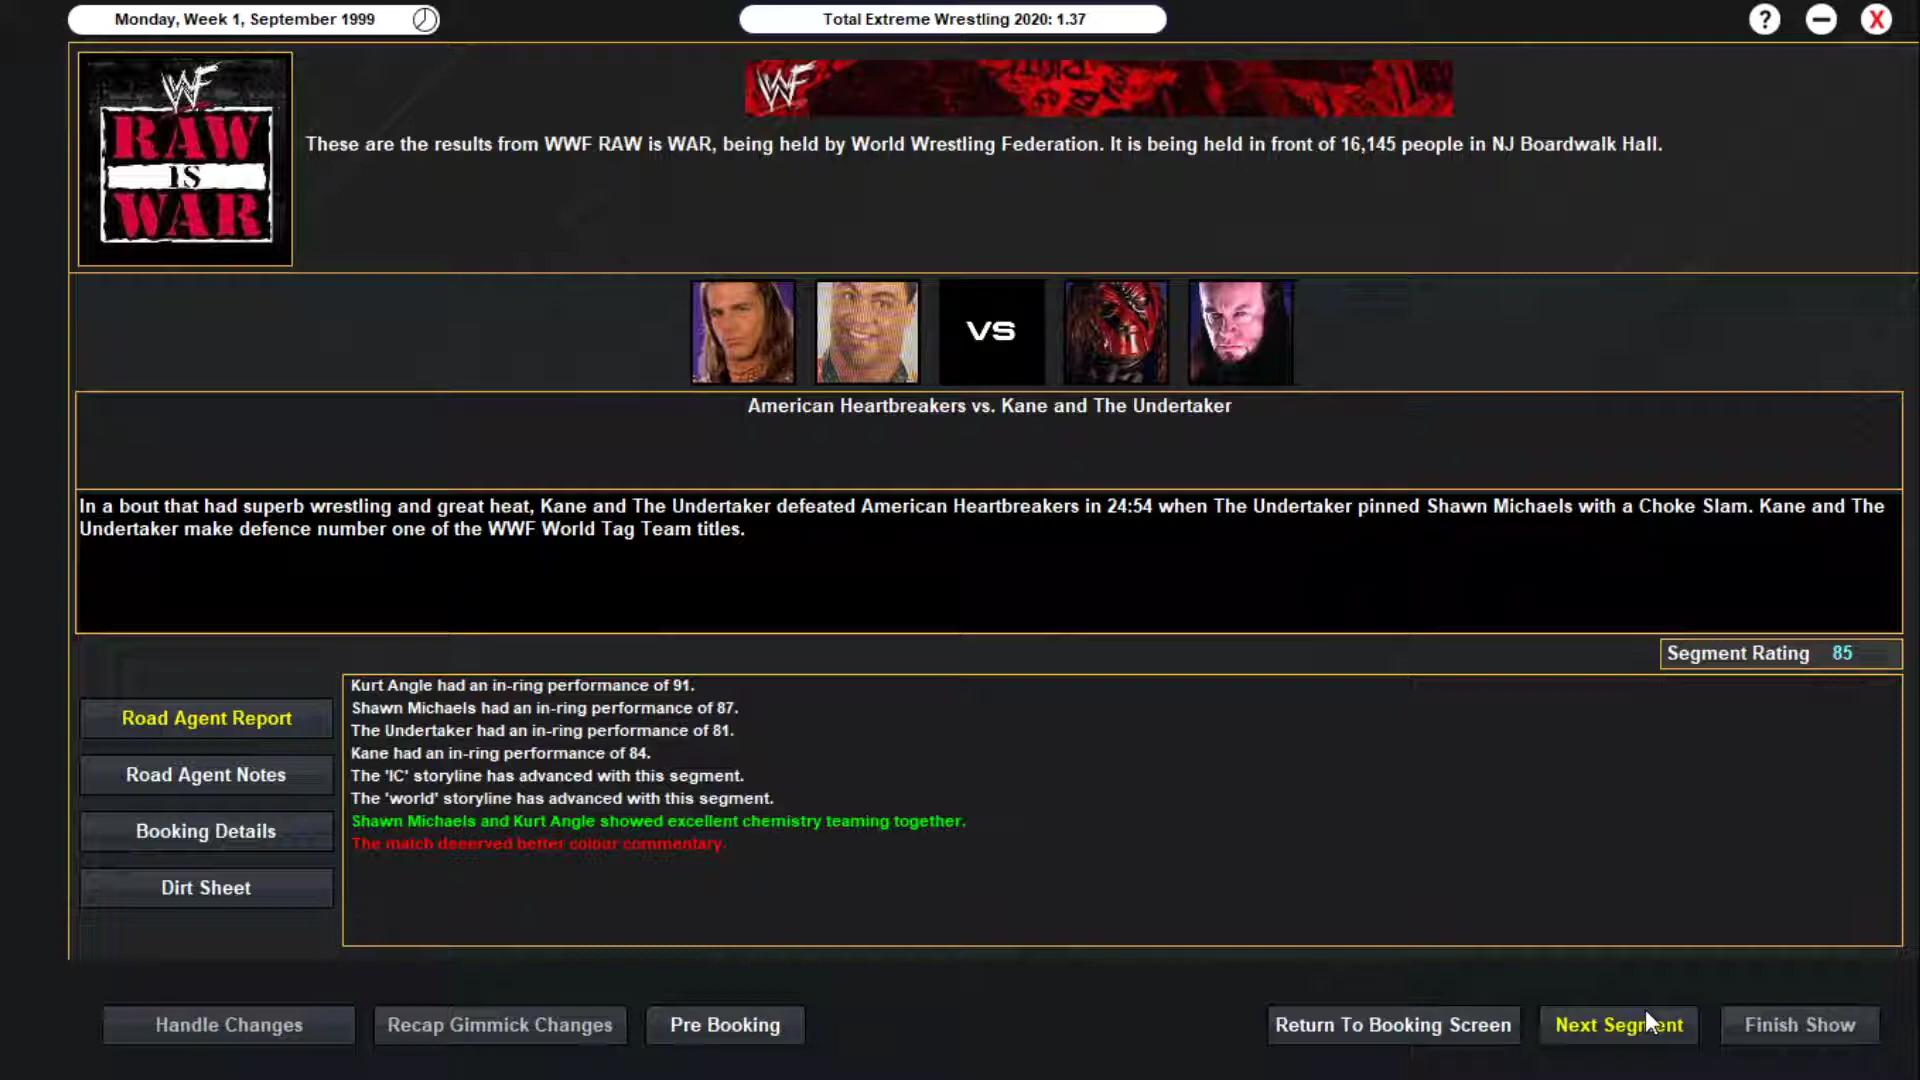 Monday, Week 1, September 1999
Total Extreme Wrestling 2020: 1.37
?
X
WF
RAW
IS
WAR
WF
These are the results from WWF RAW is WAR, being held by World Wrestling Federation. It is being held in front of 16,145 people in NJ Boardwalk Hall.
VS
American Heartbreakers vs. Kane and The Undertaker
In a bout that had superb wrestling and great heat, Kane and The Undertaker defeated American Heartbreakers in 24:54 when The Undertaker pinned Shawn Michaels with a Choke Slam. Kane and The
Undertaker make defence number one of the WWF World Tag Team titles.
Segment Rating 85
Road Agent Report
Road Agent Notes
Booking Details
Dirt Sheet
Kurt Angle had an in-ring performance of 91.
Shawn Michaels had an in-ring performance of 87.
The Undertaker had an in-ring performance of 81.
Kane had an in-ring performance of 84.
The 'IC' storyline has advanced with this segment.
The 'world' storyline has advanced with this segment.
Shawn Michaels and Kurt Angle showed excellent chemistry teaming together.
The match deserved better colour commentary.
Handle Changes
Recap Gimmick Changes
Pre Booking
Return To Booking Screen
Next Segment
Finish Show